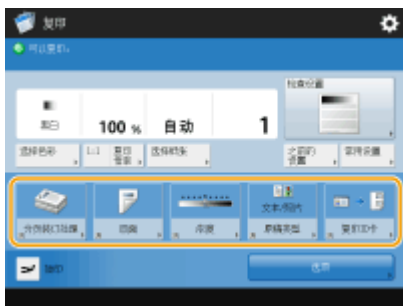 复印
可以复印。
检查设置
黑白
100 %
自动
1
选择色彩
1:1
复印倍率
选择纸张
之前的设置
常用设置
分页装订处理
双面
浓度
文本/照片
原稿类型
复印ID卡
选项